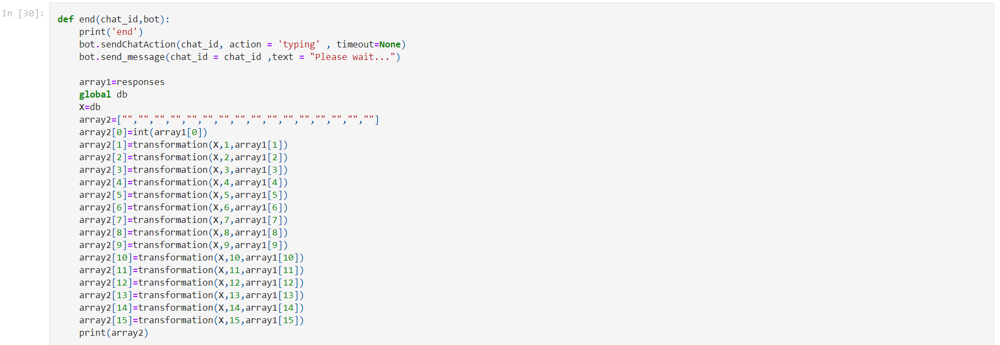 In [30]:
def end(chat_id,bot):
    print('end')
    bot.sendChatAction(chat_id, action = 'typing' , timeout=None)
    bot.send_message(chat_id = chat_id ,text = "Please wait...")

    array1=responses
    global db
    X=db
    array2=["","","","","","","","","","","","","","","",""]
    array2[0]=int(array1[0])
    array2[1]=transformation(X,1,array1[1])
    array2[2]=transformation(X,2,array1[2])
    array2[3]=transformation(X,3,array1[3])
    array2[4]=transformation(X,4,array1[4])
    array2[5]=transformation(X,5,array1[5])
    array2[6]=transformation(X,6,array1[6])
    array2[7]=transformation(X,7,array1[7])
    array2[8]=transformation(X,8,array1[8])
    array2[9]=transformation(X,9,array1[9])
    array2[10]=transformation(X,10,array1[10])
    array2[11]=transformation(X,11,array1[11])
    array2[12]=transformation(X,12,array1[12])
    array2[13]=transformation(X,13,array1[13])
    array2[14]=transformation(X,14,array1[14])
    array2[15]=transformation(X,15,array1[15])
    print(array2)